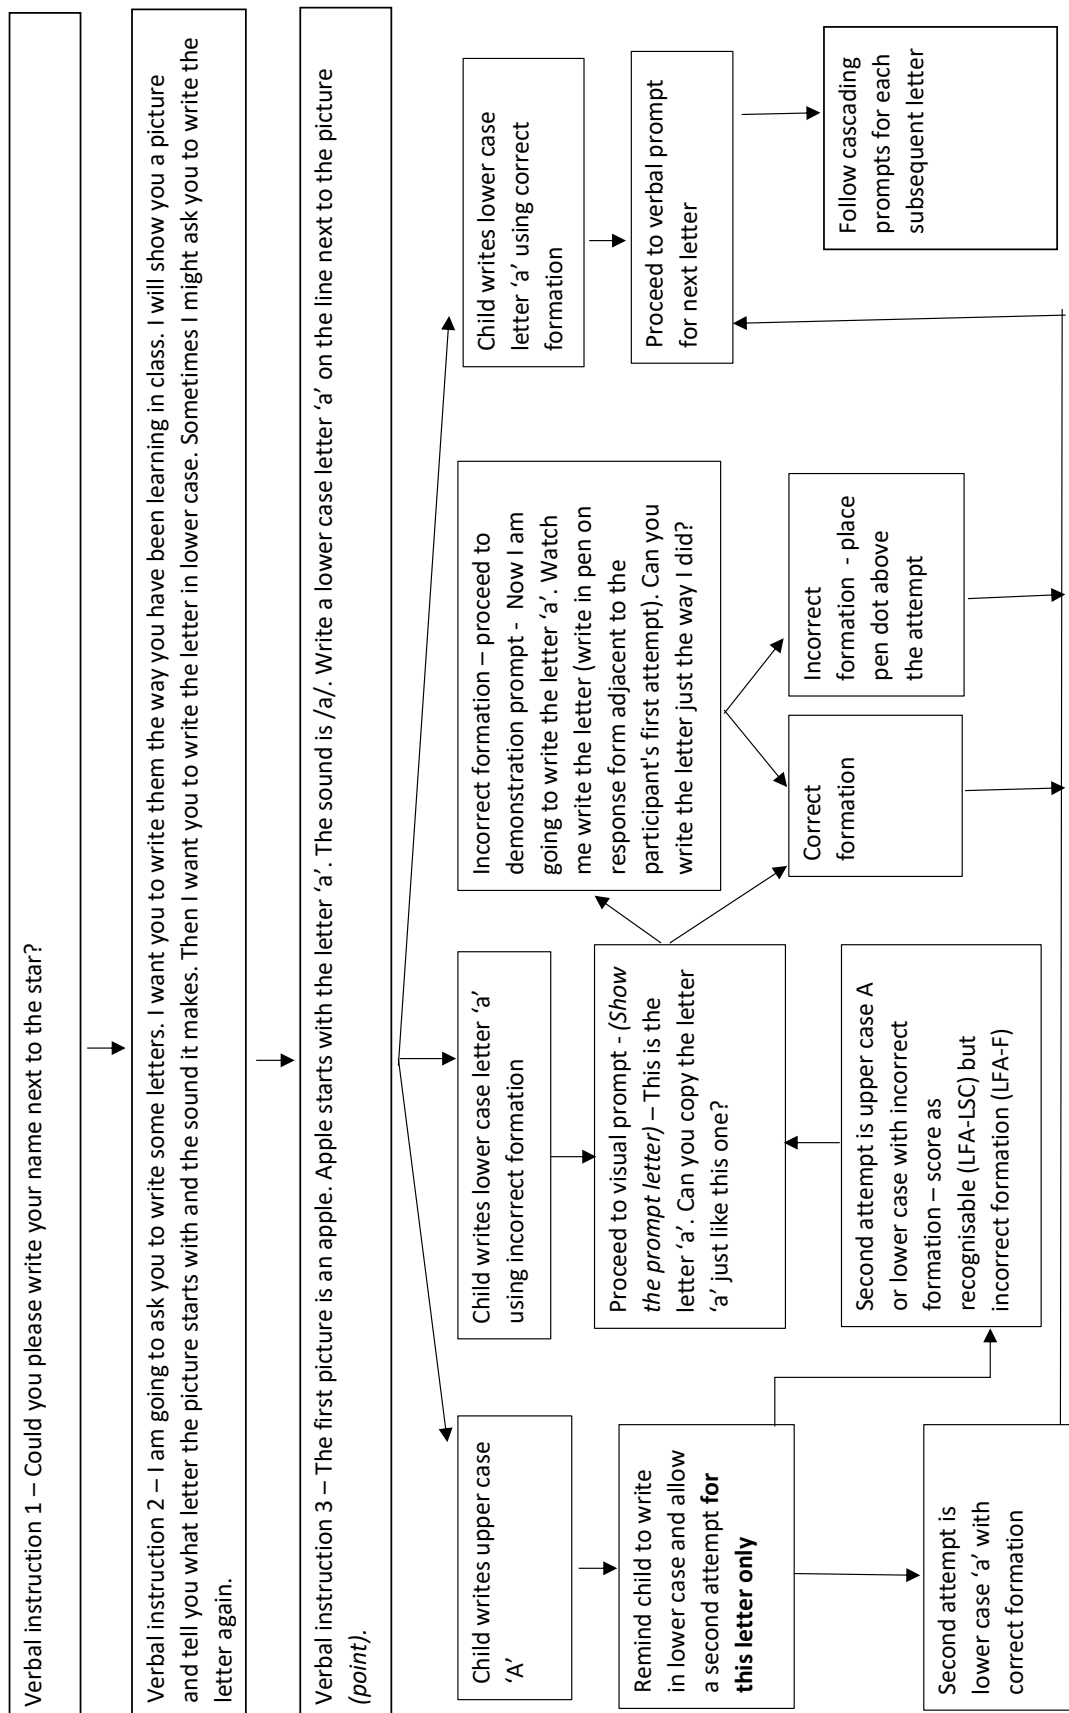 Verbal instruction 1 – Could you please write your name next to the star?
Verbal instruction 2 – I am going to ask you to write some letters. I want you to write them the way you have been learning in class. I will show you a picture
and tell you what letter the picture starts with and the sound it makes. Then I want you to write the letter in lower case. Sometimes I might ask you to write the
letter again.
Verbal instruction 3 – The first picture is an apple. Apple starts with the letter ‘a’. The sound is /a/. Write a lower case letter ‘a’ on the line next to the picture
(point).
Child writes upper case
‘A’
Remind child to write
in lower case and allow
a second attempt for
this letter only
Second attempt is
lower case ‘a’ with
correct formation
Child writes lower case letter ‘a’
using incorrect formation
Proceed to visual prompt - (Show
the prompt letter) – This is the
letter ‘a’. Can you copy the letter
‘a’ just like this one?
Second attempt is upper case A
or lower case with incorrect
formation – score as
recognisable (LFA-LSC) but
incorrect formation (LFA-F)
Incorrect formation – proceed to
demonstration prompt - Now I am
going to write the letter ‘a’. Watch
me write the letter (write in pen on
response form adjacent to the
participant's first attempt). Can you
write the letter just the way I did?
Correct
formation
Incorrect
formation - place
pen dot above
the attempt
Child writes lower case
letter ‘a’ using correct
formation
Proceed to verbal prompt
for next letter
Follow cascading
prompts for each
subsequent letter